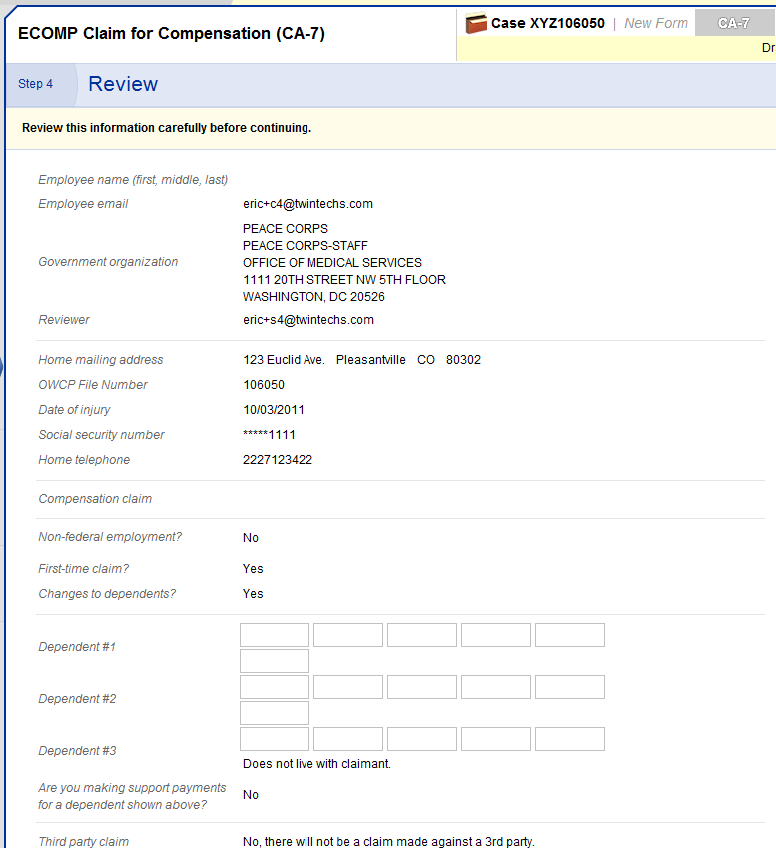 ECOMP Claim for Compensation (CA-7)
Case XYZ106050 | New Form CA-7
Dr
Step 4 Review
Review this information carefully before continuing.
Employee name (first, middle, last)
Employee email eric+c4@twintechs.com
PEACE CORPS
PEACE CORPS-STAFF
Government organization OFFICE OF MEDICAL SERVICES
1111 20TH STREET NW 5TH FLOOR
WASHINGTON, DC 20526
Reviewer eric+s4@twintechs.com
Home mailing address 123 Euclid Ave. Pleasantville CO 80302
OWCP File Number 106050
Date of injury 10/03/2011
Social security number *****1111
Home telephone 2227123422
Compensation claim
Non-federal employment? No
First-time claim? Yes
Changes to dependents? Yes
Dependent #1
Dependent #2
Dependent #3
Does not live with claimant.
Are you making support payments
for a dependent shown above? No
Third party claim No, there will not be a claim made against a 3rd party.